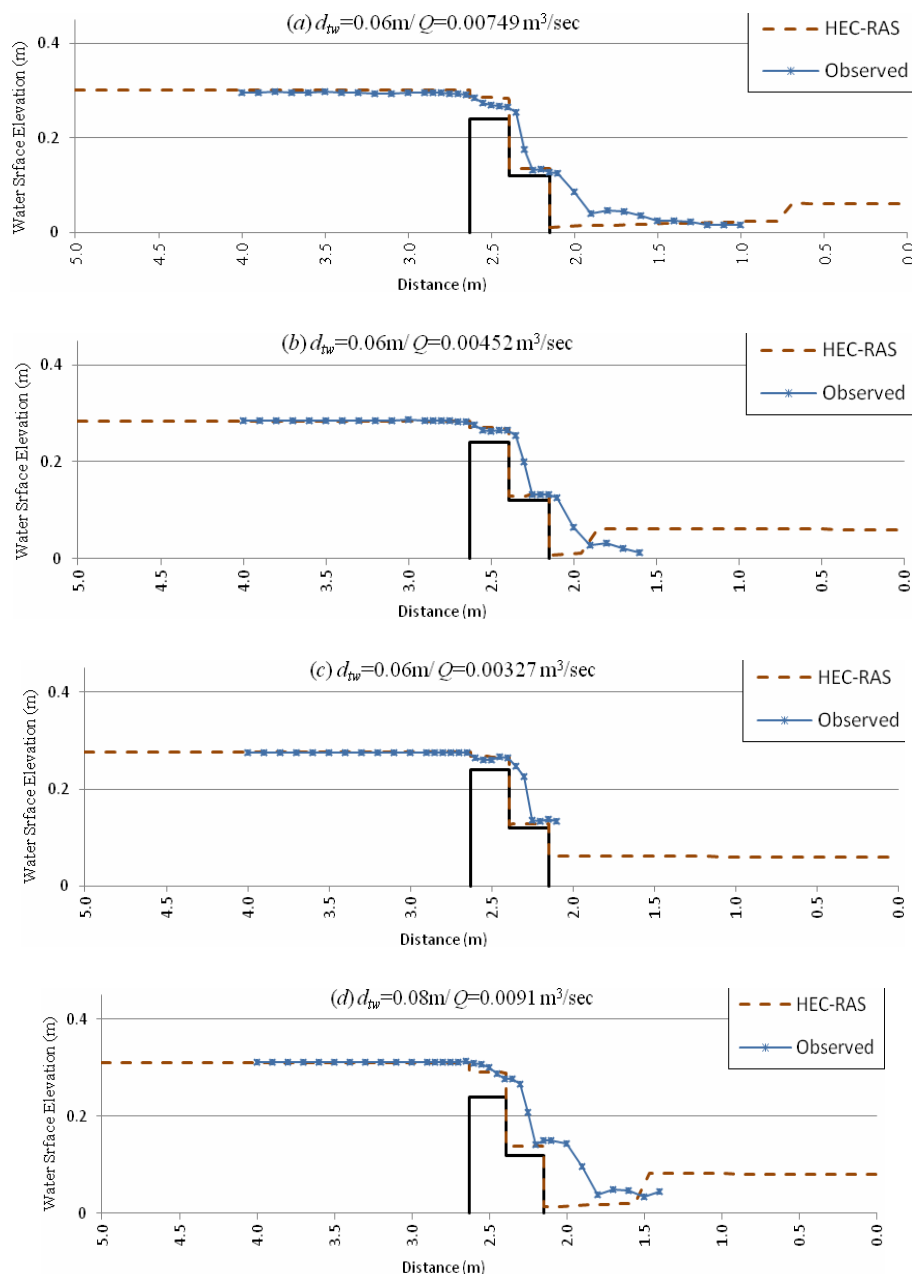 (a) dtw=0.06m/ Q=0.00749 m³/sec
HEC-RAS
Observed
Water Srface Elevation (m)
0.4
0.2
0
5.0 4.5 4.0 3.5 3.0 2.5 2.0 1.5 1.0 0.5 0.0
Distance (m)
(b) dtw=0.06m/ Q=0.00452 m³/sec
HEC-RAS
Observed
Water Srface Elevation (m)
0.4
0.2
0
5.0 4.5 4.0 3.5 3.0 2.5 2.0 1.5 1.0 0.5 0.0
Distance (m)
(c) dtw=0.06m/ Q=0.00327 m³/sec
HEC-RAS
Observed
Water Srface Elevation (m)
0.4
0.2
0
5.0 4.5 4.0 3.5 3.0 2.5 2.0 1.5 1.0 0.5 0.0
Distance (m)
(d) dtw=0.08m/ Q=0.0091 m³/sec
HEC-RAS
Observed
Water Srface Elevation (m)
0.4
0.2
0
5.0 4.5 4.0 3.5 3.0 2.5 2.0 1.5 1.0 0.5 0.0
Distance (m)